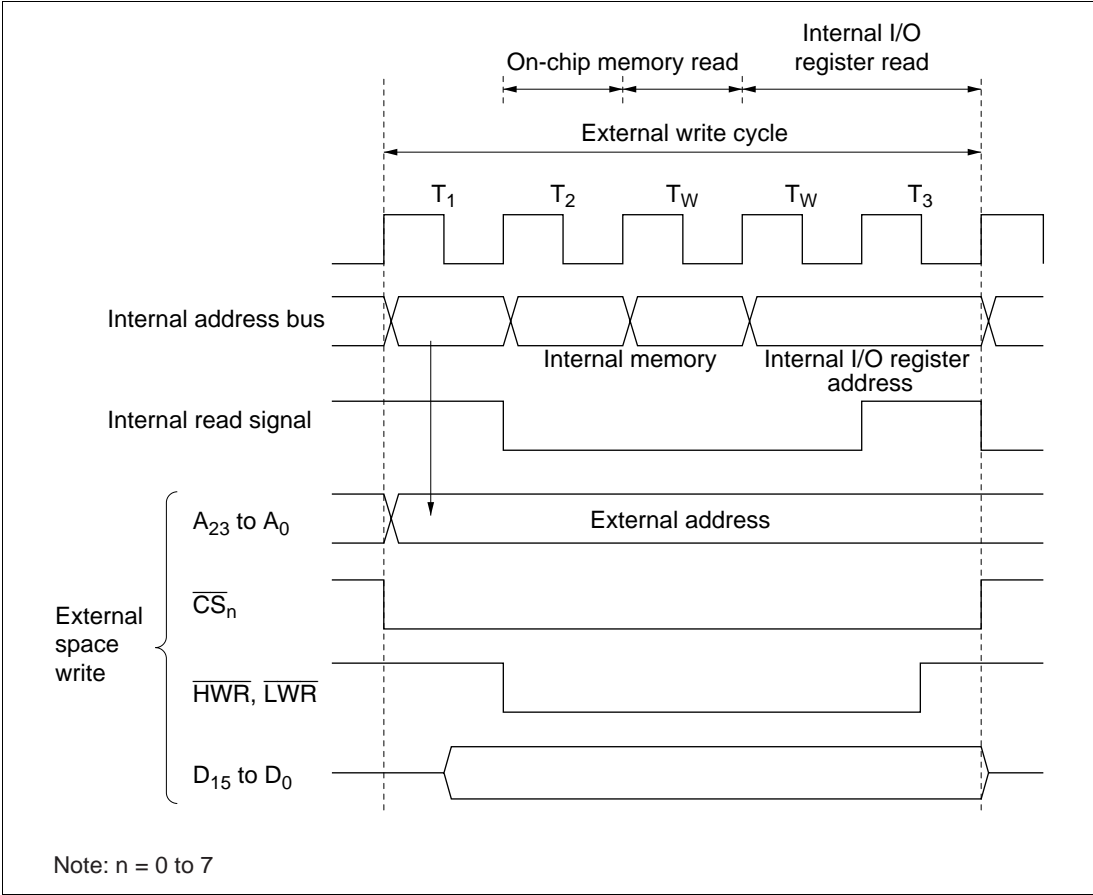 Internal I/O
On-chip memory read register read
External write cycle
T1 T2 TW TW T3
Internal address bus
Internal memory Internal I/O register
address
Internal read signal
A23 to A0 External address
CSn
External
space
write
HWR, LWR
D15 to D0
Note: n = 0 to 7